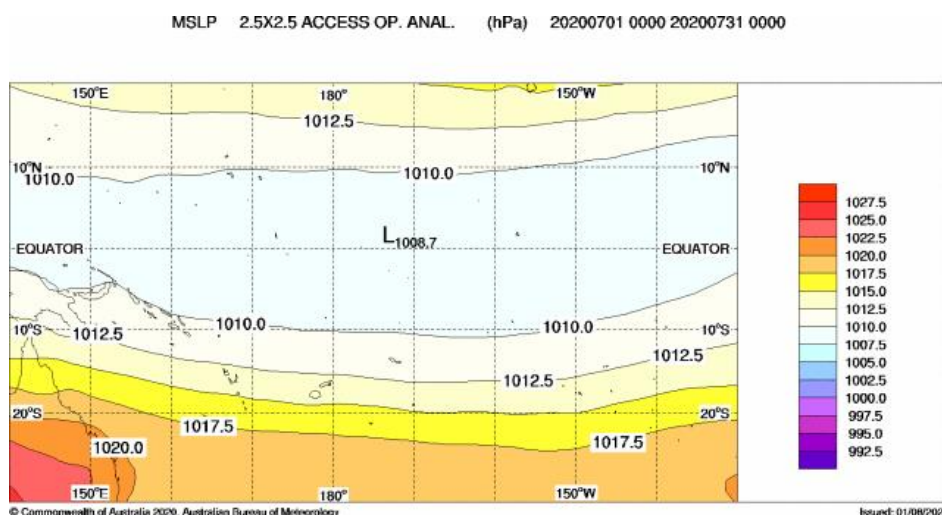 MSLP 2.5X2.5 ACCESS OP. ANAL. (hPa) 20200701 0000 20200731 0000
150°E 180° 150°W
1012.5
10°N 1010.0 1010.0 10°N
L1008.7
EQUATOR EQUATOR
1010.0 1010.0
10°S 1012.5 10°S
1012.5 1012.5
20°S 1017.5 20°S
1020.0 1017.5
150°E 180° 150°W
1027.5
1025.0
1022.5
1020.0
1017.5
1015.0
1012.5
1010.0
1007.5
1005.0
1002.5
1000.0
997.5
995.0
992.5
© Commonwealth of Australia 2020, Australian Bureau of Meteorology
Issued: 01/08/202